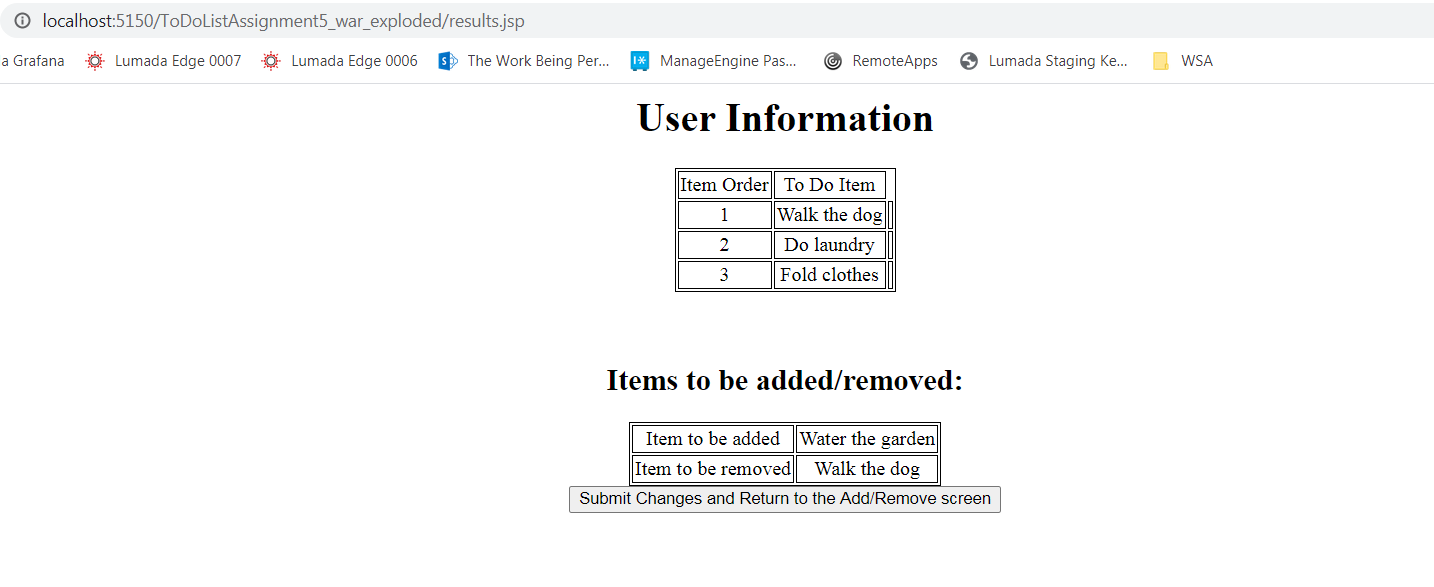 localhost:5150/ToDoListAssignment5_war_exploded/results.jsp
a Grafana Lumada Edge 0007 Lumada Edge 0006 The Work Being Per... ManageEngine Pas... RemoteApps Lumada Staging Ke... WSA
User Information
Item Order To Do Item
1 Walk the dog
2 Do laundry
3 Fold clothes
Items to be added/removed:
Item to be added Water the garden
Item to be removed Walk the dog
Submit Changes and Return to the Add/Remove screen